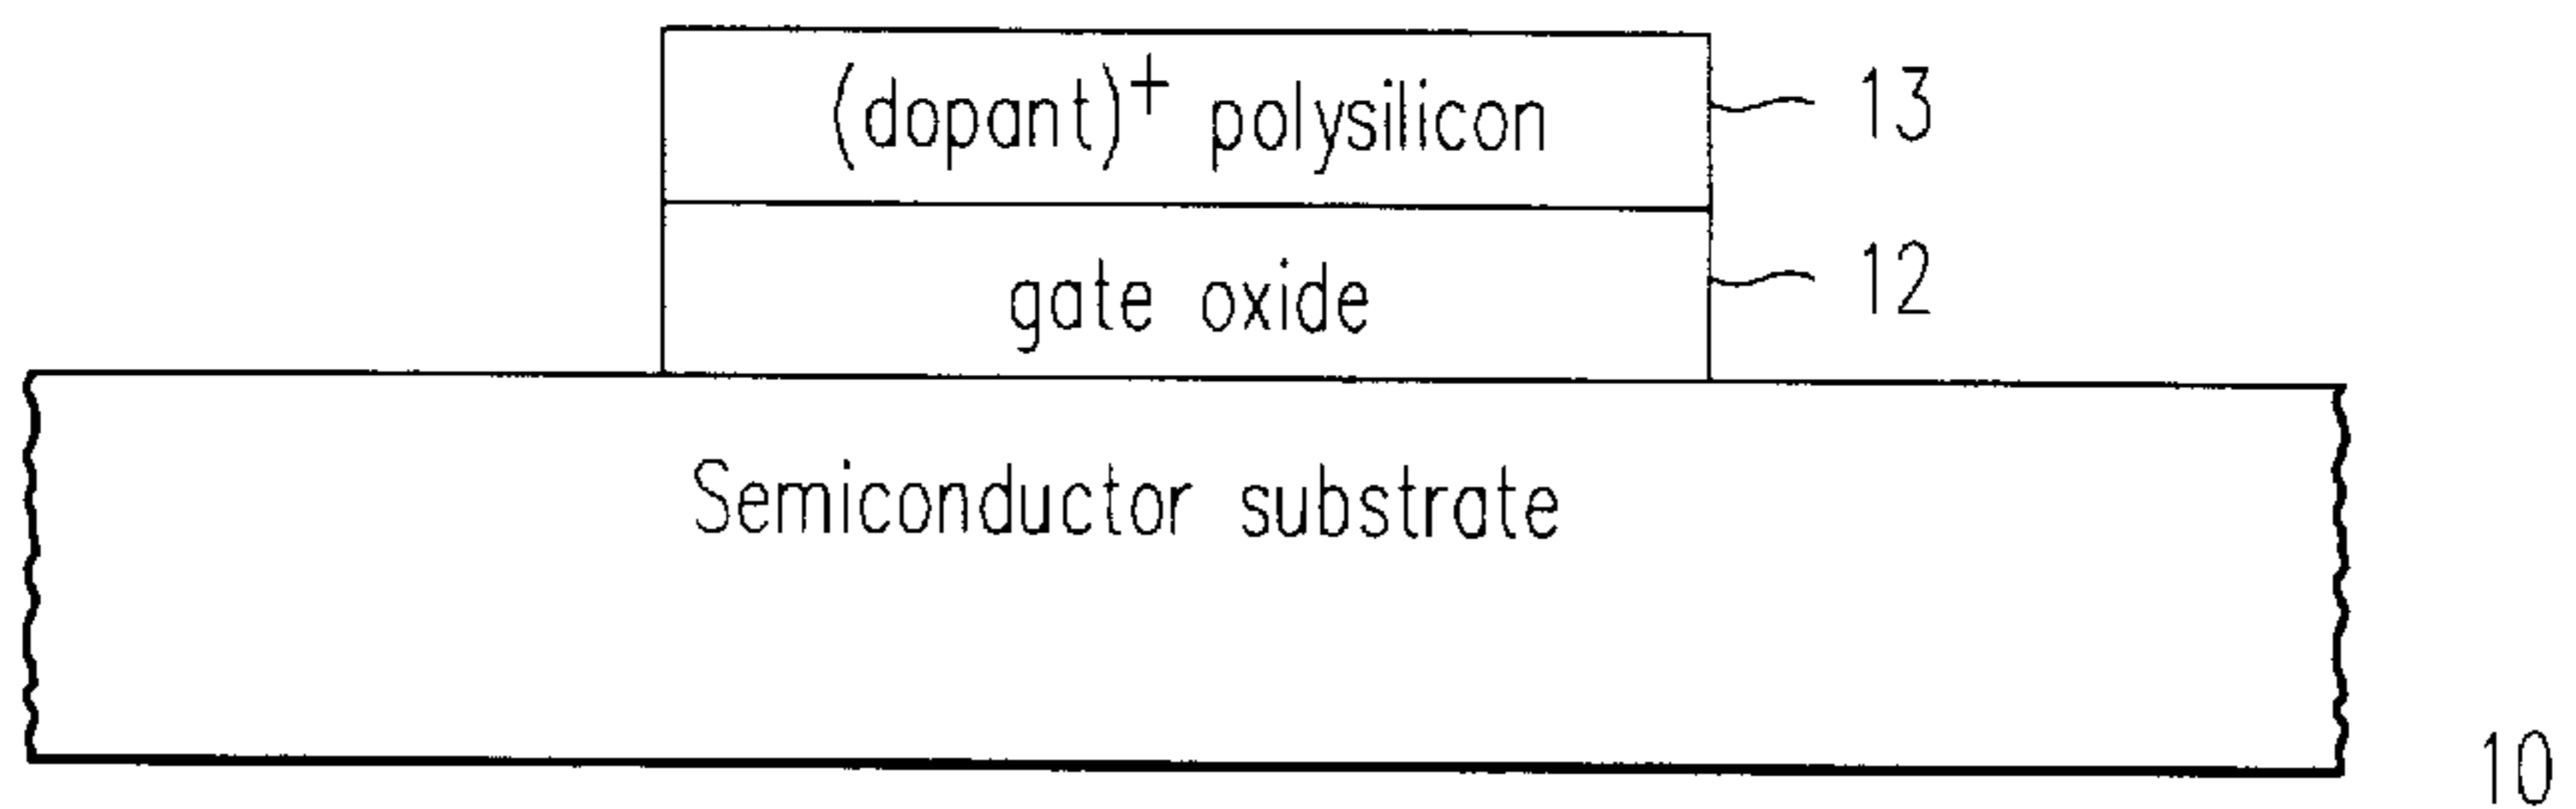 (dopant)⁺ polysilicon 13
gate oxide 12
Semiconductor substrate
10